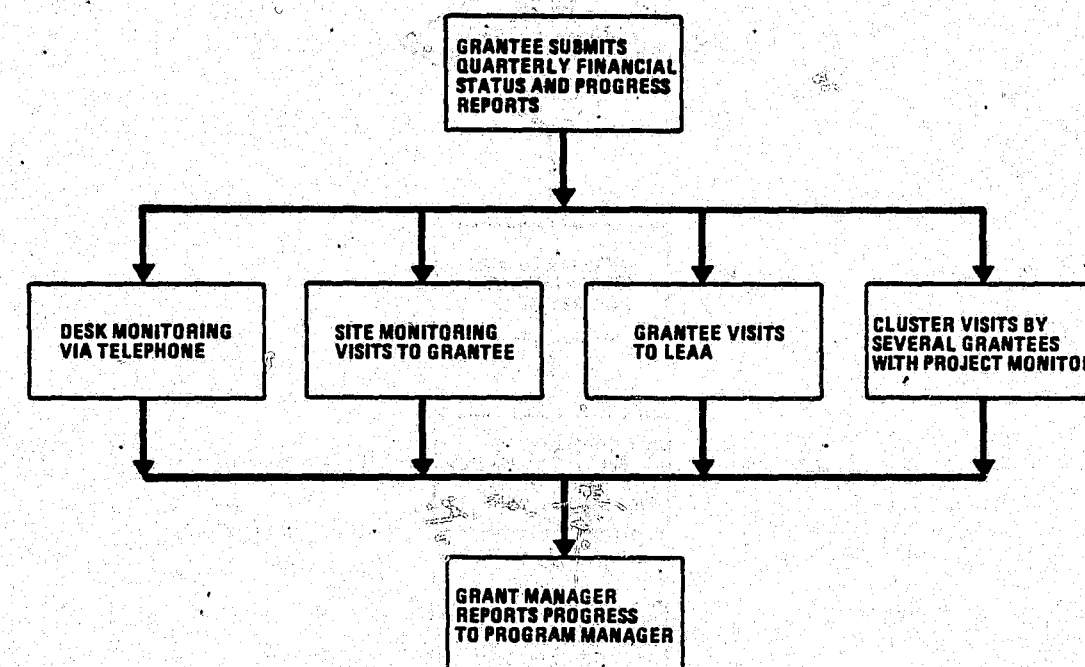 GRANTEE SUBMITS
QUARTERLY FINANCIAL
STATUS AND PROGRESS
REPORTS
DESK MONITORING
VIA TELEPHONE
SITE MONITORING
VISITS TO GRANTEE
GRANTEE VISITS
TO LEAA
CLUSTER VISITS BY
SEVERAL GRANTEES
WITH PROJECT MONITO
GRANT MANAGER
REPORTS PROGRESS
TO PROGRAM MANAGER